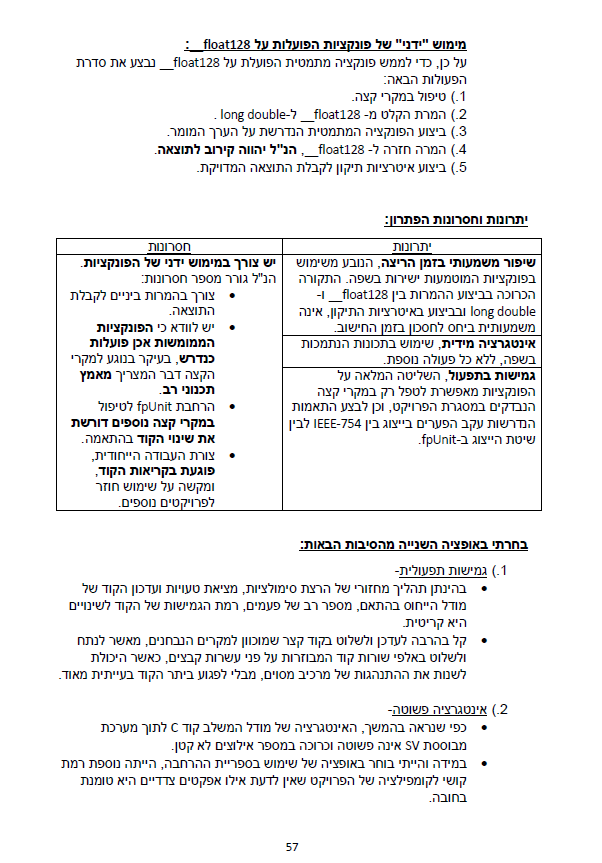 מימוש "ידני" של פונקציות הפועלות על float128__:
על כן, כדי לממש פונקציה מתמטית הפועלת על float128__ נבצע את סדרת
הפעולות הבאה:
1.) טיפול במקרי קצה.
2.) המרת הקלט מ- float128__ ל-long double .
3.) ביצוע הפונקציה המתמטית הנדרשת על הערך המומר.
4.) המרה חזרה ל- float128__, הנ"ל יהווה קירוב לתוצאה.
5.) ביצוע איטרציות תיקון לקבלת התוצאה המדויקת.
יתרונות וחסרונות הפתרון:
יתרונות
שיפור משמעותי בזמן הריצה, הנובע משימוש
בפונקציות המוטמעות ישירות בשפה. התקורה
הכרוכה בביצוע ההמרות בין float128__ ו-
long double ובביצוע באיטרציות התיקון, אינה
משמעותית ביחס לחסכון בזמן החישוב.
אינטגרציה מידית, שימוש בתכונות הנתמכות
בשפה, ללא כל פעולה נוספת.
גמישות בתפעול, השליטה המלאה על
הפונקציות מאפשרת לטפל רק במקרי קצה
הנבדקים במסגרת הפרויקט, וכן לבצע התאמות
הנדרשות עקב הפערים בייצוג בין IEEE-754 לבין
שיטת הייצוג ב-fpUnit.
חסרונות
יש צורך במימוש ידני של הפונקציות.
הנ"ל גורר מספר חסרונות:
• צורך בהמרות ביניים לקבלת
התוצאה.
• יש לוודא כי הפונקציות
הממומשות אכן פועלות
כנדרש, בעיקר בנוגע למקרי
הקצה דבר המצריך מאמץ
תכנוני רב.
• הרחבת fpUnit לטיפול
במקרי קצה נוספים דורשת
את שינוי הקוד בהתאמה.
• צורת העבודה הייחודית,
פוגעת בקריאות הקוד,
ומקשה על שימוש חוזר
לפרויקטים נוספים.
בחרתי באופציה השנייה מהסיבות הבאות:
1.) גמישות תפעולית-
• בהינתן תהליך מחזורי של הרצת סימולציות, מציאת טעויות ועדכון הקוד של
מודל הייחוס בהתאם, מספר רב של פעמים, רמת הגמישות של הקוד לשינויים
היא קריטית.
• קל בהרבה לעדכן ולשלוט בקוד קצר שמוכוון למקרים הנבחנים, מאשר לנתח
ולשלוט באלפי שורות קוד המבוזרות על פני עשרות קבצים, כאשר היכולת
לשנות את ההתנהגות של מרכיב מסוים, מבלי לפגוע ביתר הקוד בעייתית מאוד.
2.) אינטגרציה פשוטה-
• כפי שנראה בהמשך, האינטגרציה של מודל המשלב קוד C לתוך מערכת
מבוססת SV אינה פשוטה וכרוכה במספר אילוצים לא קטן.
• במידה והייתי בוחר באופציה של שימוש בספריית ההרחבה, הייתה נוספת רמת
קושי לקומפילציה של הפרויקט שאין לדעת אילו אפקטים צדדיים היא טומנת
בחובה.
57